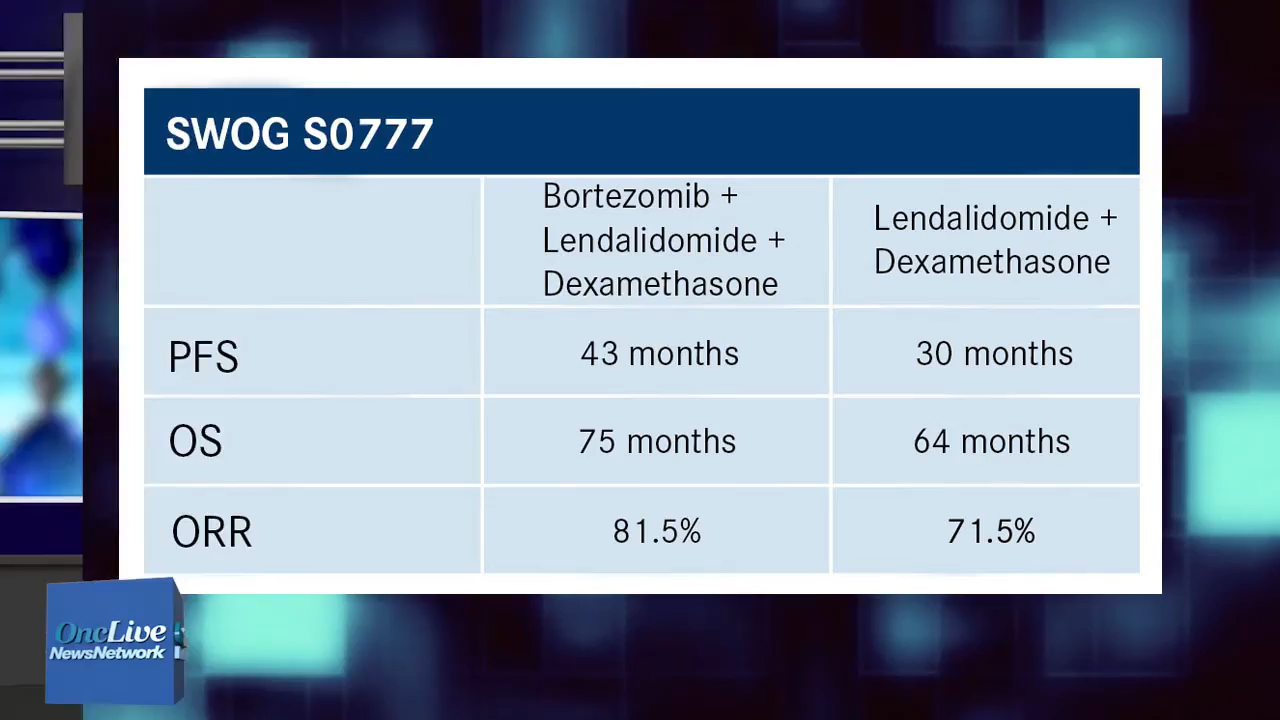 SWOG S0777
Bortezomib +
Lendalidomide +
Dexamethasone
Lendalidomide +
Dexamethasone
PFS
43 months
30 months
OS
75 months
64 months
ORR
81.5%
71.5%
OncLive
NewsNetwork